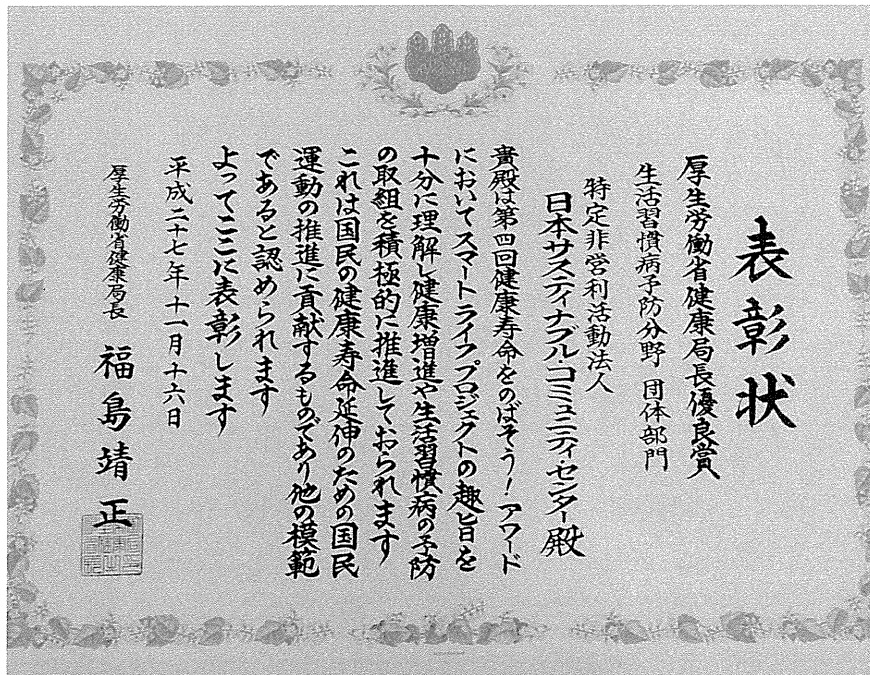 表彰状
厚生労働省健康局長優良賞
生活習慣病予防分野 団体部門
特定非営利活動法人
日本サスティナブル・コミュニティ・センター殿
貴殿は第四回健康寿命をのばそう！アワード
においてスマートライフプロジェクトの趣旨を
十分に理解し健康増進や生活習慣病の予防
の取組を積極的に推進しておられます
これは国民の健康寿命延伸のための国民
運動の推進に貢献するものであり他の模範
であると認められます
よってここに表彰します
平成二十七年十一月十六日
厚生労働省健康局長
福島靖正